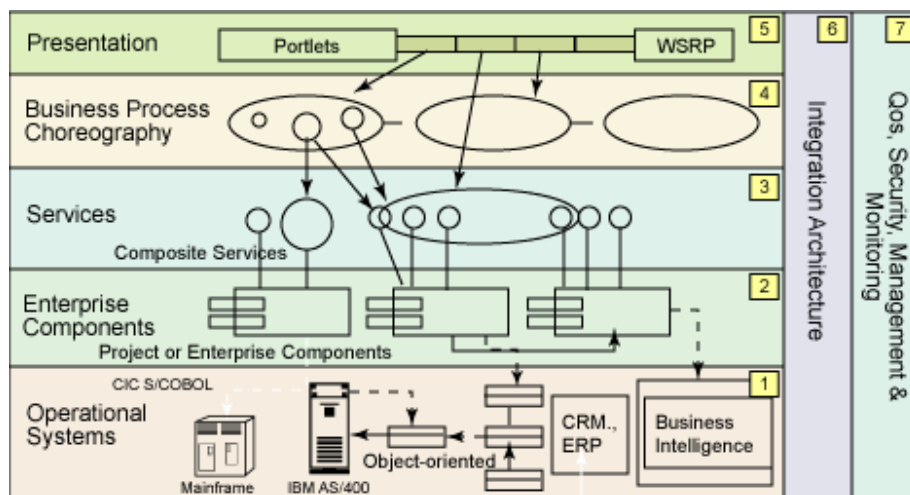 Presentation
Portlets
WSRP
5
6
7
Business Process
Choreography
4
Services
3
Composite Services
Enterprise
Components
2
Project or Enterprise Components
CIC S/COBOL
1
Operational
Systems
Mainframe
IBM AS/400
Object-oriented
CRM.,
ERP
Business
Intelligence
Integration Architecture
Qos, Security, Management &
Monitoring